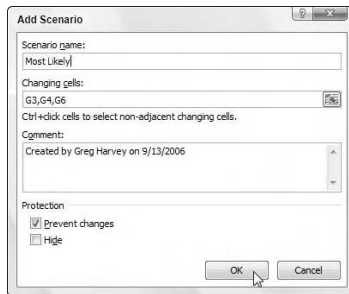 Add Scenario
Scenario name:
Most Likely
Changing cells:
G3,G4,G6
Ctrl+click cells to select non-adjacent changing cells.
Comment:
Created by Greg Harvey on 9/13/2006
Protection
Prevent changes
Hide
OK
Cancel